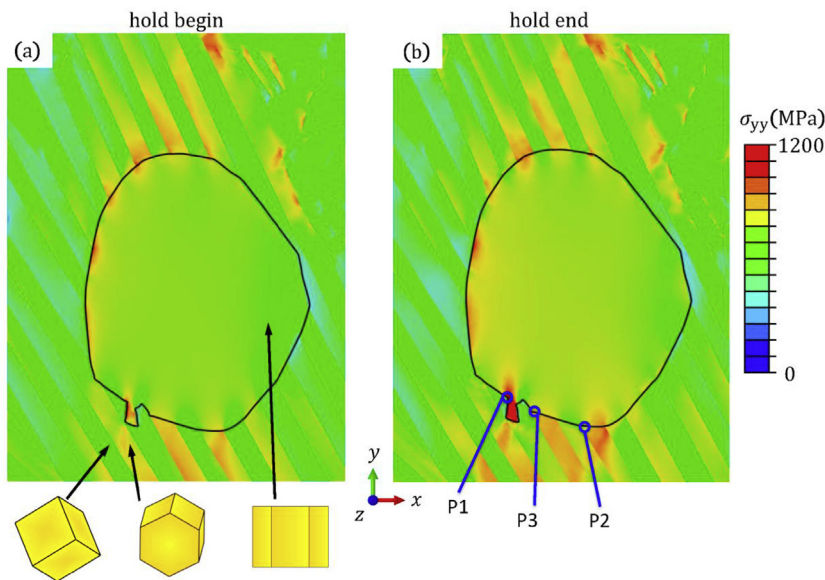 hold begin
hold end
(a)
(b)
σyy(MPa)
1200
0
y
x
z
P1
P3
P2